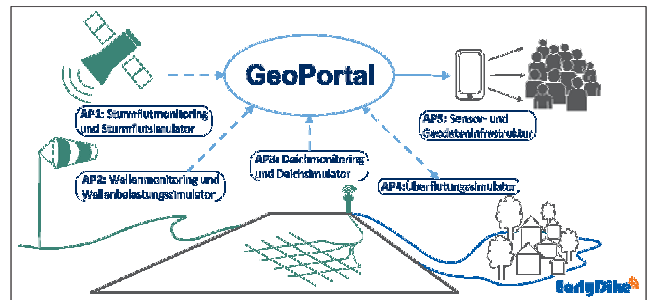 GeoPortal
AP1: Sturmflutmonitoring
und Sturmflutsimulator
AP5: Sensor- und
Geodateninfrastruktur
AP3: Deichmonitoring
und Deichsimulator
AP2: Wellenmonitoring und
Wellenbelastungssimulator
AP4:Überflutungssimulator
EarlyDike